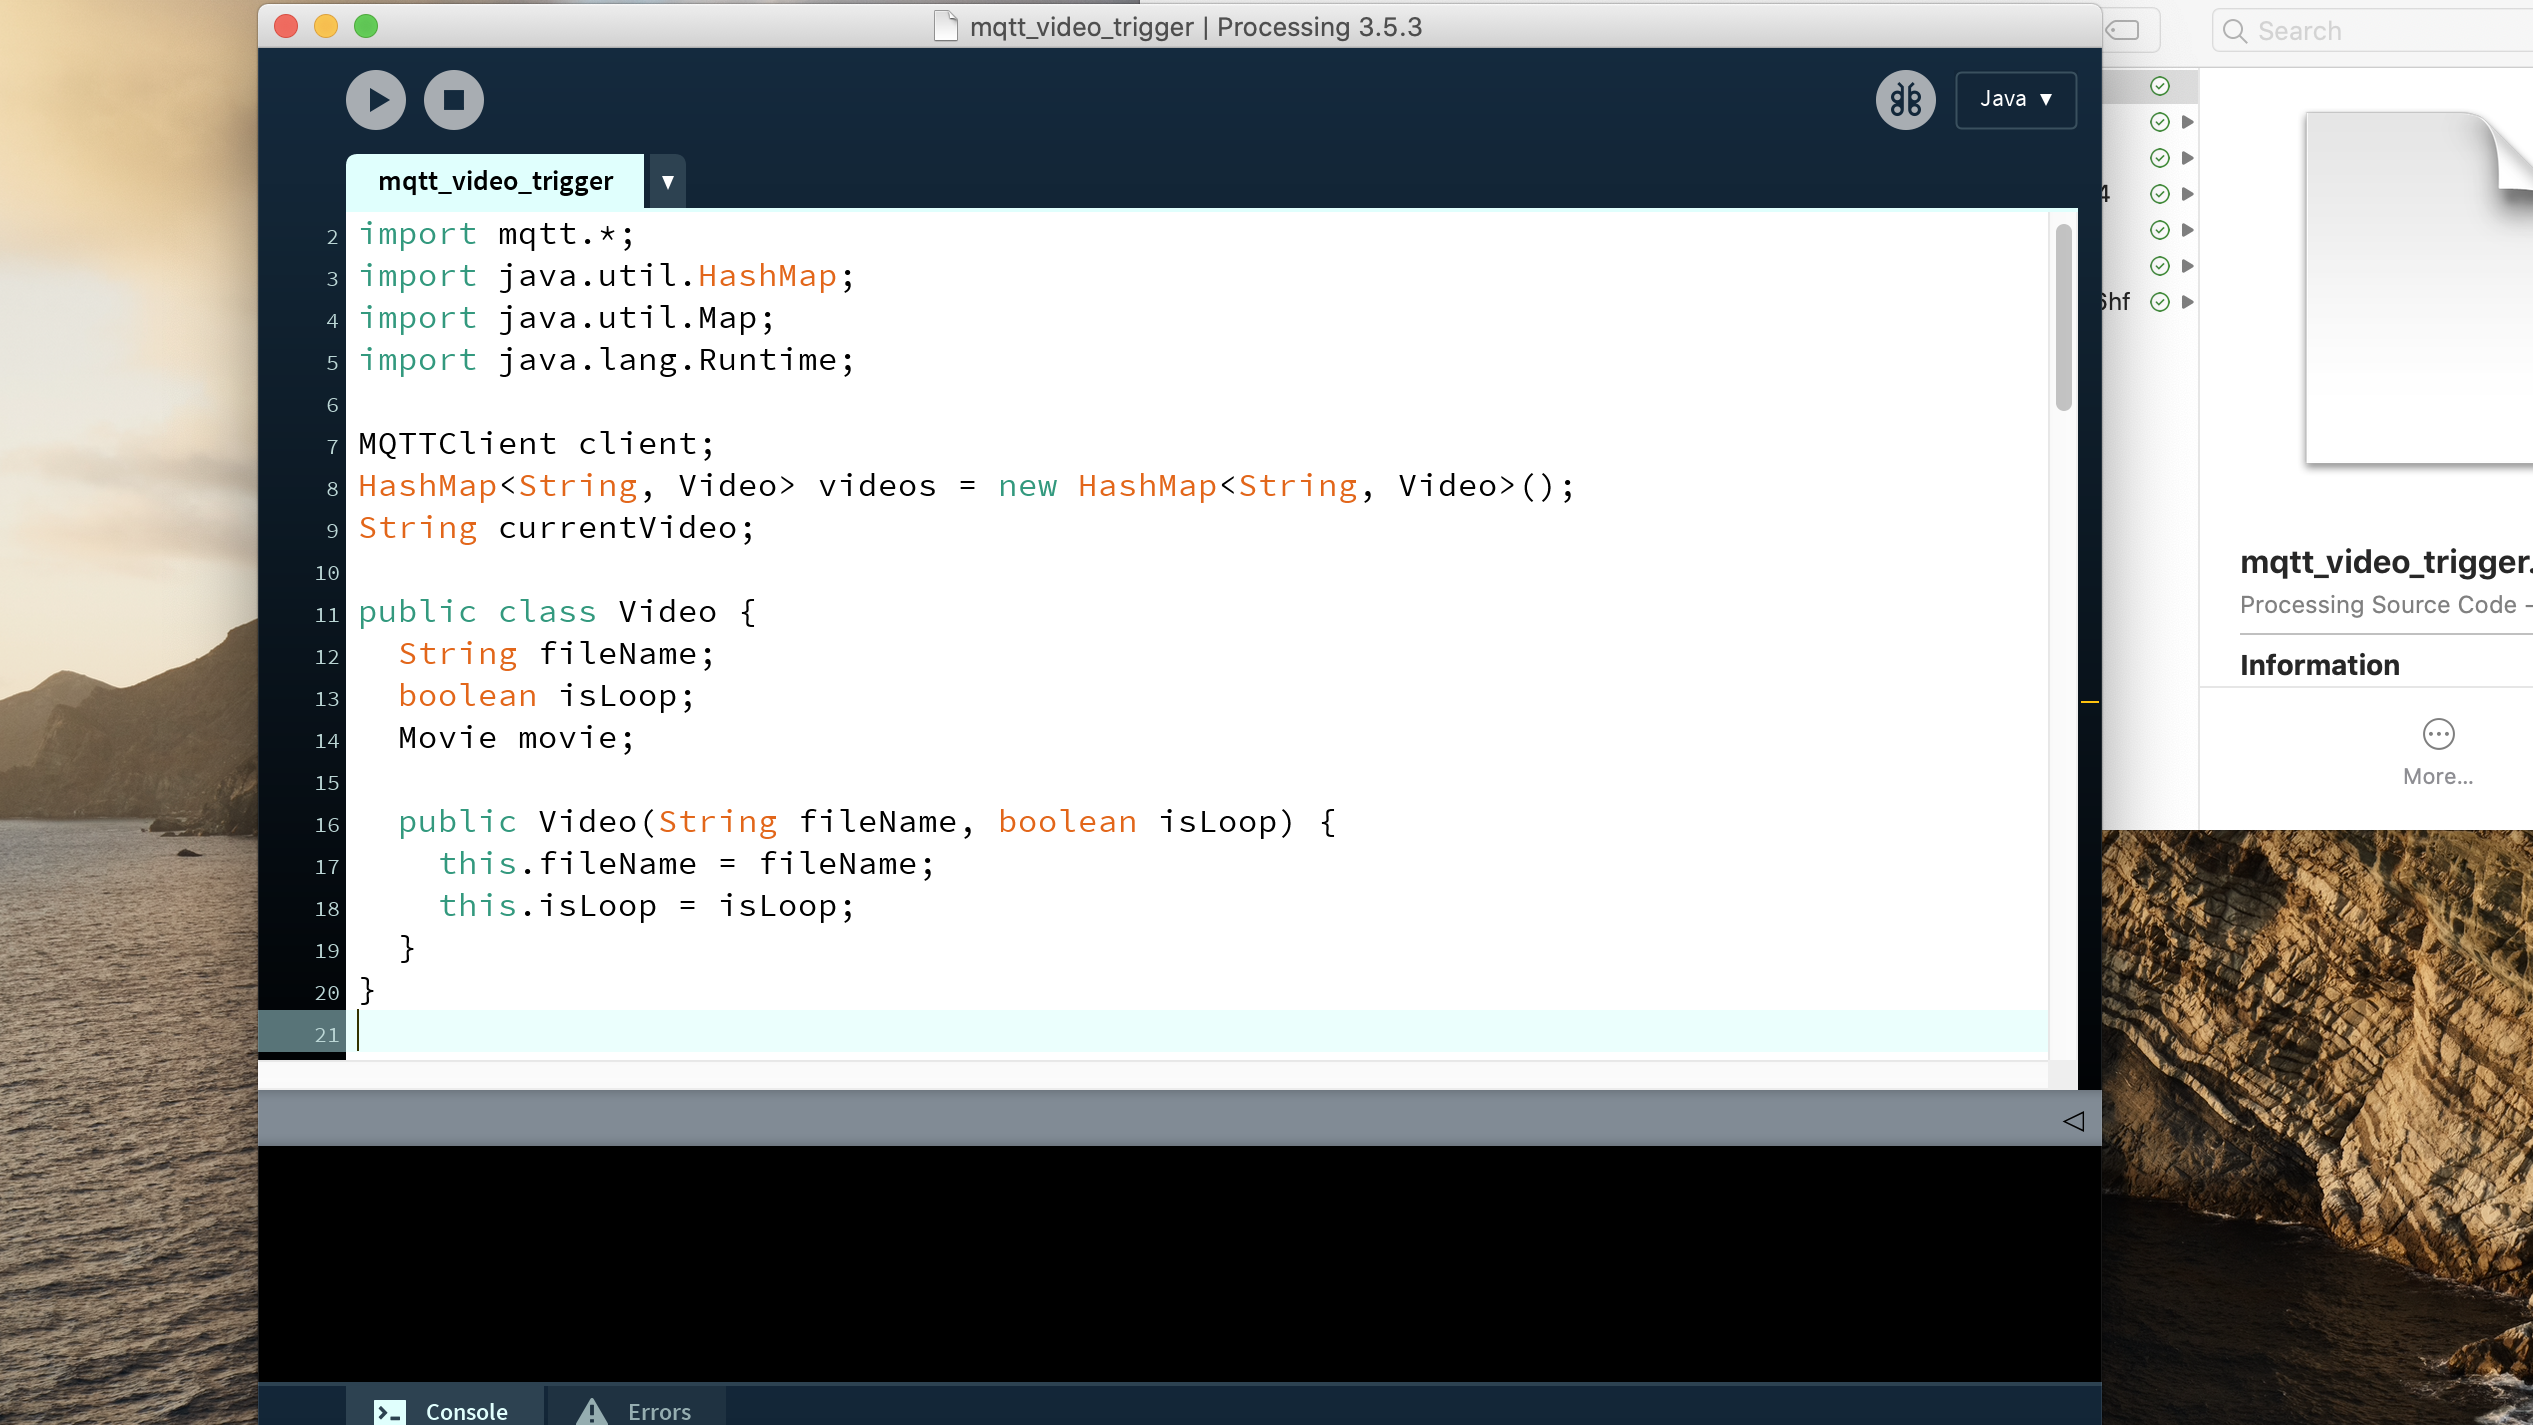 mqtt_video_trigger | Processing 3.5.3
Search
Java ▼
mqtt_video_trigger ▼
2 import mqtt.*;
3 import java.util.HashMap;
4 import java.util.Map;
5 import java.lang.Runtime;
6
7 MQTTClient client;
8 HashMap<String, Video> videos = new HashMap<String, Video>();
9 String currentVideo;
10
11 public class Video {
12   String fileName;
13   boolean isLoop;
14   Movie movie;
15
16   public Video(String fileName, boolean isLoop) {
17     this.fileName = fileName;
18     this.isLoop = isLoop;
19   }
20 }
21
4
6hf
mqtt_video_trigger.
Processing Source Code -
Information
More...
Console
Errors